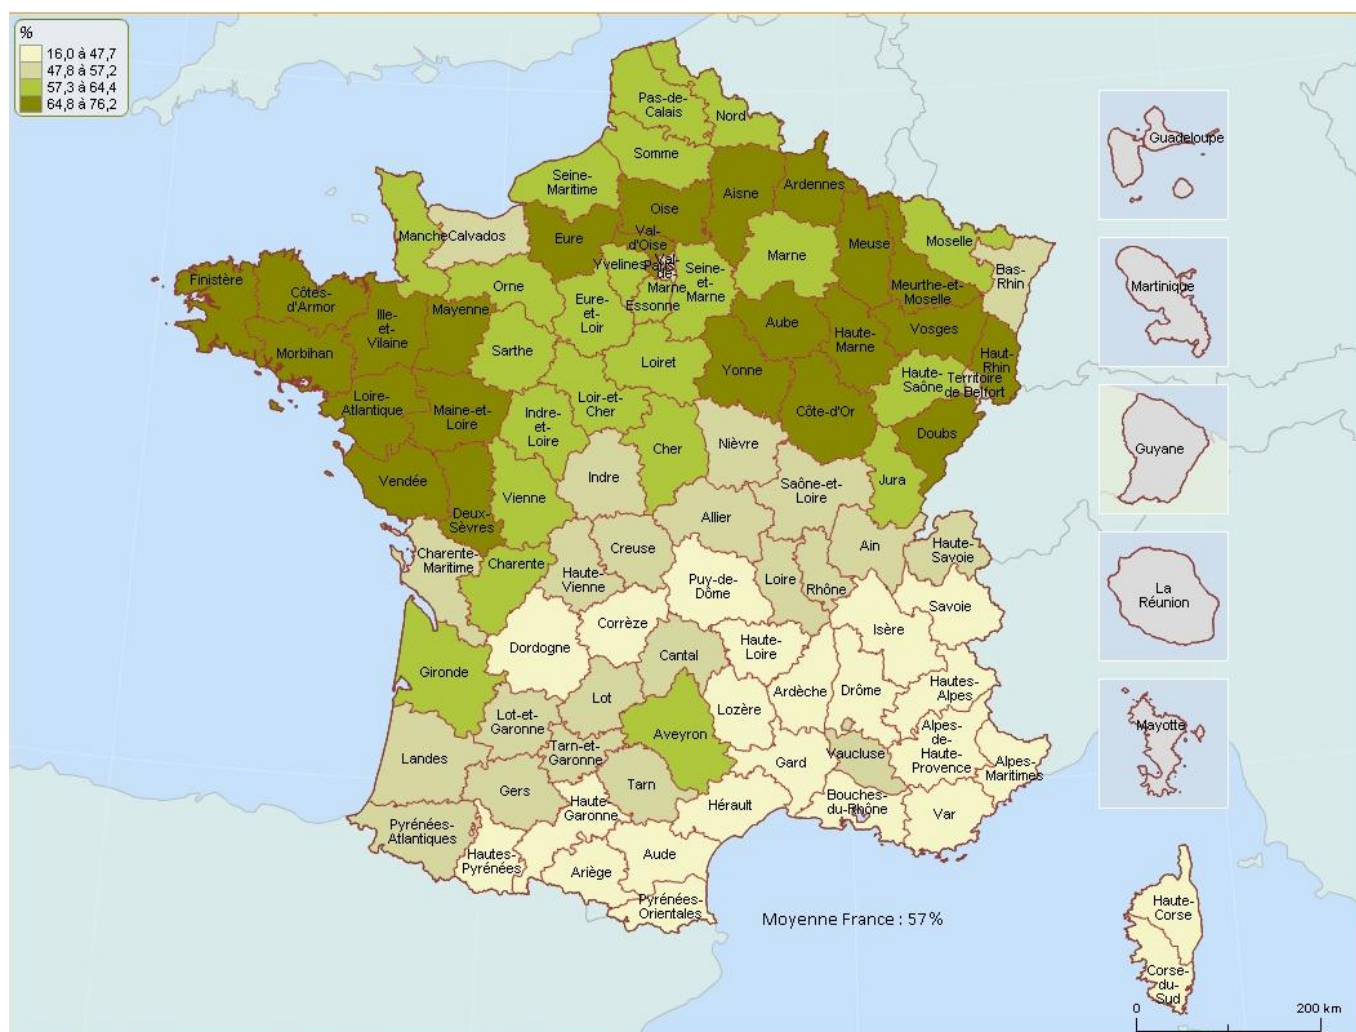 %
16,0 à 47,7
47,8 à 57,2
57,3 à 64,4
64,8 à 76,2
Pas-de-
Calais
Nord
Somme
Seine-
Maritime
Aisne
Ardennes
Oise
Manche
Calvados
Eure
Val-
d'Oise
Yvelines
Paris
Val-
de-
Marne
Essonne
Seine-
et-
Marne
Marne
Meuse
Moselle
Bas-
Rhin
Meurthe-et-
Moselle
Finistère
Côtes-
d'Armor
Ille-
et-
Vilaine
Mayenne
Orne
Eure-
et-
Loir
Aube
Haute-
Marne
Vosges
Haut-
Rhin
Morbihan
Sarthe
Loiret
Yonne
Haute-
Saône
Territoire
de Belfort
Loire-
Atlantique
Maine-et-
Loire
Indre-
et-
Loire
Loir-et-
Cher
Côte-d'Or
Doubs
Cher
Nièvre
Vendée
Deux-
Sèvres
Vienne
Indre
Saône-et-
Loire
Jura
Allier
Charente-
Maritime
Charente
Haute-
Vienne
Creuse
Puy-de-
Dôme
Loire
Rhône
Ain
Haute-
Savoie
Savoie
Isère
Dordogne
Corrèze
Cantal
Haute-
Loire
Gironde
Lot
Aveyron
Lozère
Ardèche
Drôme
Hautes-
Alpes
Lot-et-
Garonne
Tarn-et-
Garonne
Landes
Gers
Tarn
Gard
Vaucluse
Alpes-
de-
Haute-
Provence
Alpes-
Maritimes
Pyrénées-
Atlantiques
Hautes-
Pyrénées
Haute-
Garonne
Hérault
Bouches-
du-Rhône
Var
Ariège
Aude
Pyrénées-
Orientales
Moyenne France : 57%
Guadeloupe
Martinique
Guyane
La
Réunion
Mayotte
Haute-
Corse
Corse-
du-
Sud
0
200 km